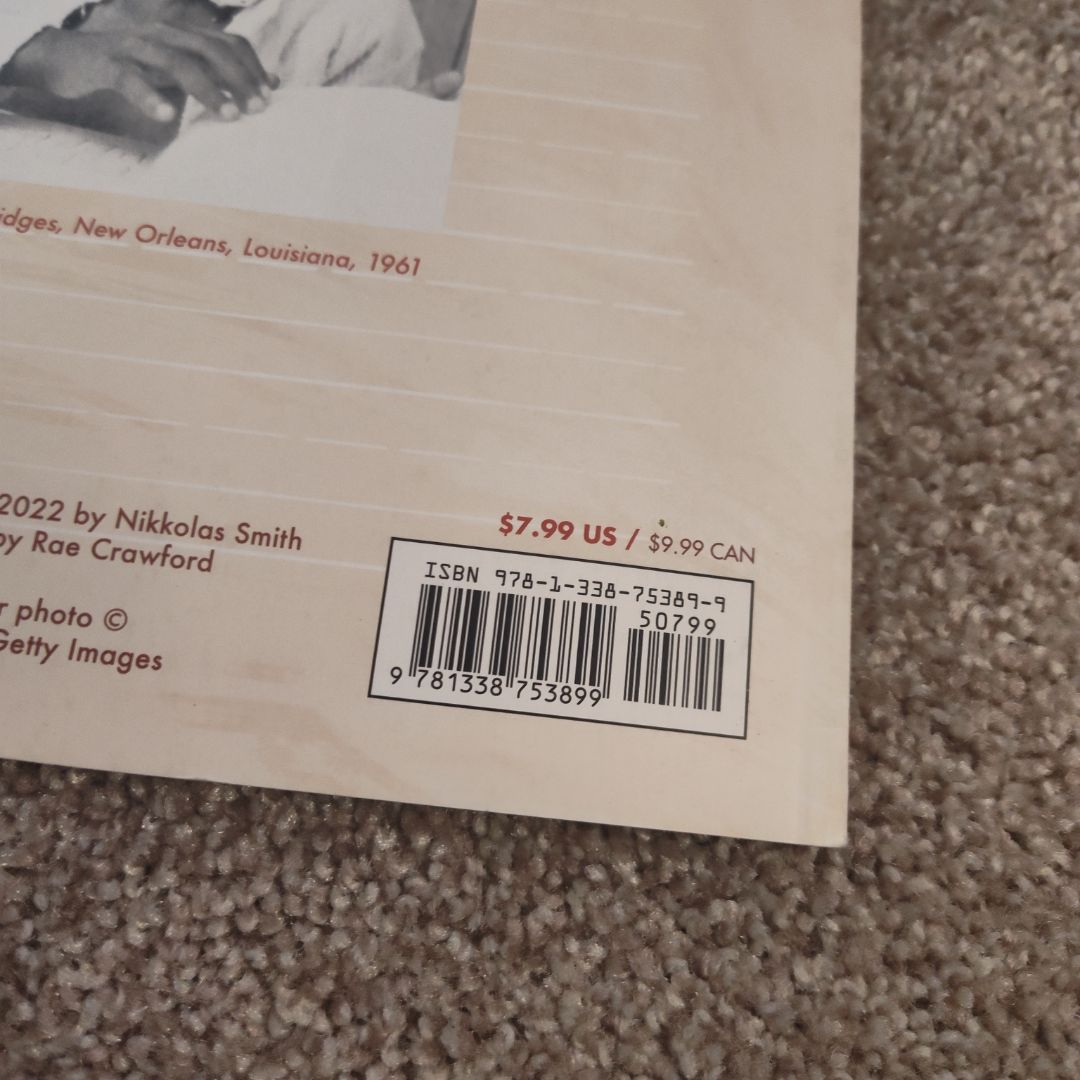 idges, New Orleans, Louisiana, 1961
2022 by Nikkolas Smith
by Rae Crawford
r photo ©
Getty Images
$7.99 US / $9.99 CAN
ISBN 978-1-338-75389-9
50799
9 781338 753899